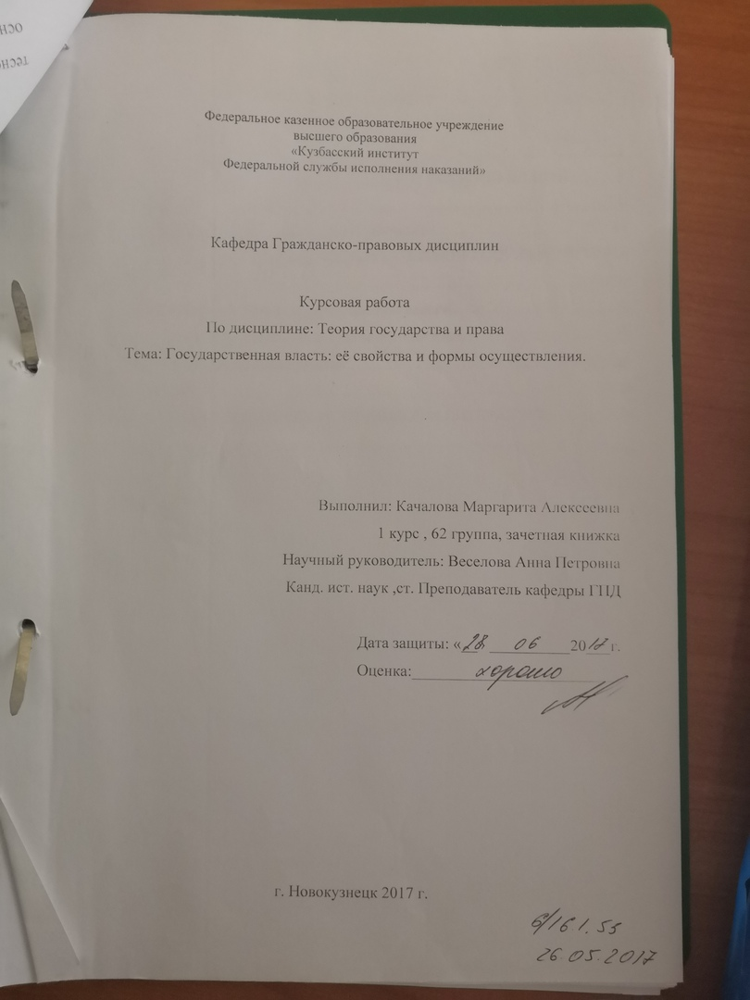 Федеральное казенное образовательное учреждение
высшего образования
«Кузбасский институт
Федеральной службы исполнения наказаний»
Кафедра Гражданско-правовых дисциплин
Курсовая работа
По дисциплине: Теория государства и права
Тема: Государственная власть: её свойства и формы осуществления.
Выполнил: Качалова Маргарита Алексеевна
1 курс , 62 группа, зачетная книжка
Научный руководитель: Веселова Анна Петровна
Канд. ист. наук ,ст. Преподаватель кафедры ГПД
Дата защиты: «28 06 2017 г.
Оценка: хорошо
г. Новокузнецк 2017 г.
6/16.1.55
26.05.2017